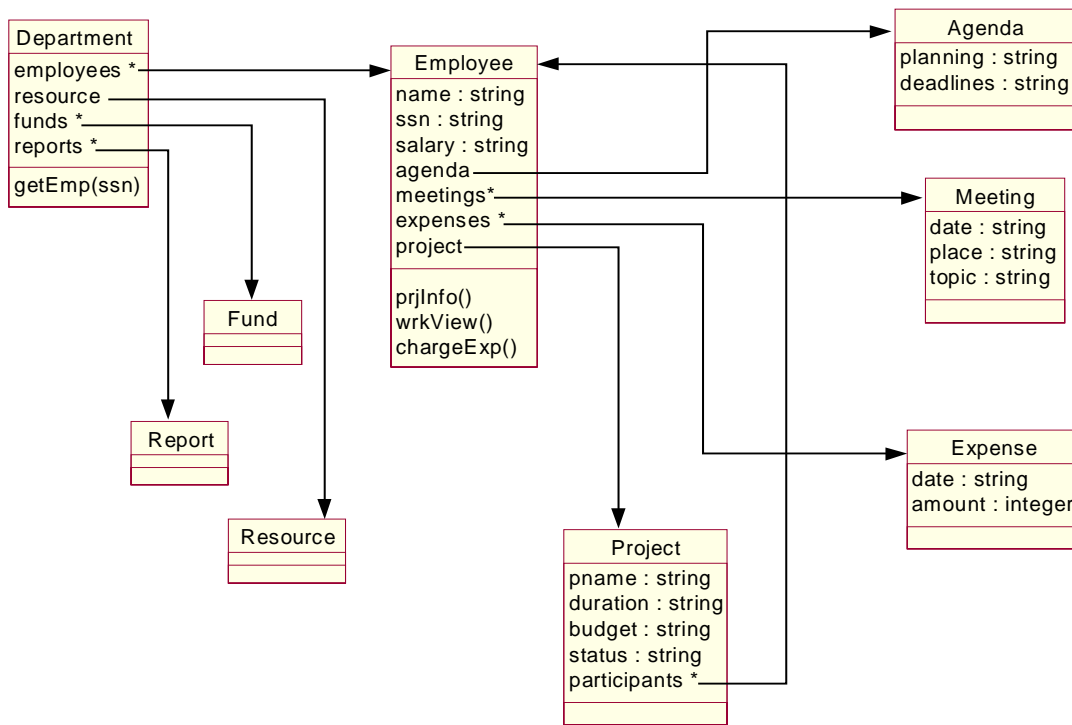 Department
employees *
resource
funds *
reports *
getEmp(ssn)
Employee
name : string
ssn : string
salary : string
agenda
meetings*
expenses *
project
prjInfo()
wrkView()
chargeExp()
Agenda
planning : string
deadlines : string
Meeting
date : string
place : string
topic : string
Fund
Report
Resource
Expense
date : string
amount : integer
Project
pname : string
duration : string
budget : string
status : string
participants *